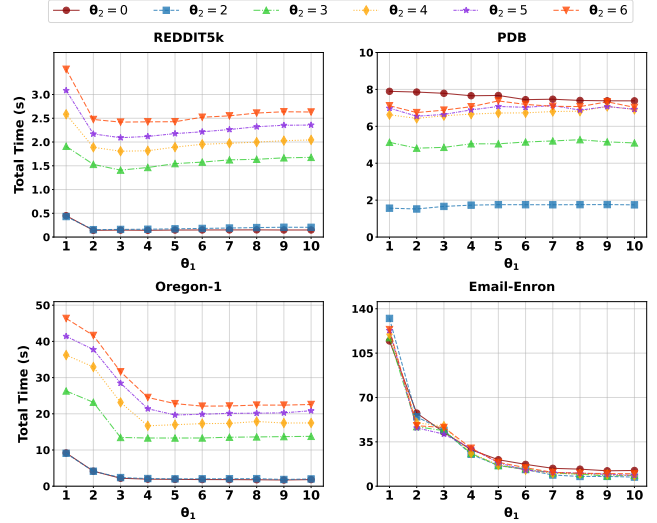 θ₂ = 0 θ₂ = 2 θ₂ = 3 θ₂ = 4 θ₂ = 5 θ₂ = 6
REDDIT5k
Total Time (s)
3.0
2.5
2.0
1.5
1.0
0.5
0
1 2 3 4 5 6 7 8 9 10
θ₁
PDB
10
8
6
4
2
0
1 2 3 4 5 6 7 8 9 10
θ₁
Oregon-1
Total Time (s)
50
40
30
20
10
0
1 2 3 4 5 6 7 8 9 10
θ₁
Email-Enron
140
105
70
35
0
1 2 3 4 5 6 7 8 9 10
θ₁